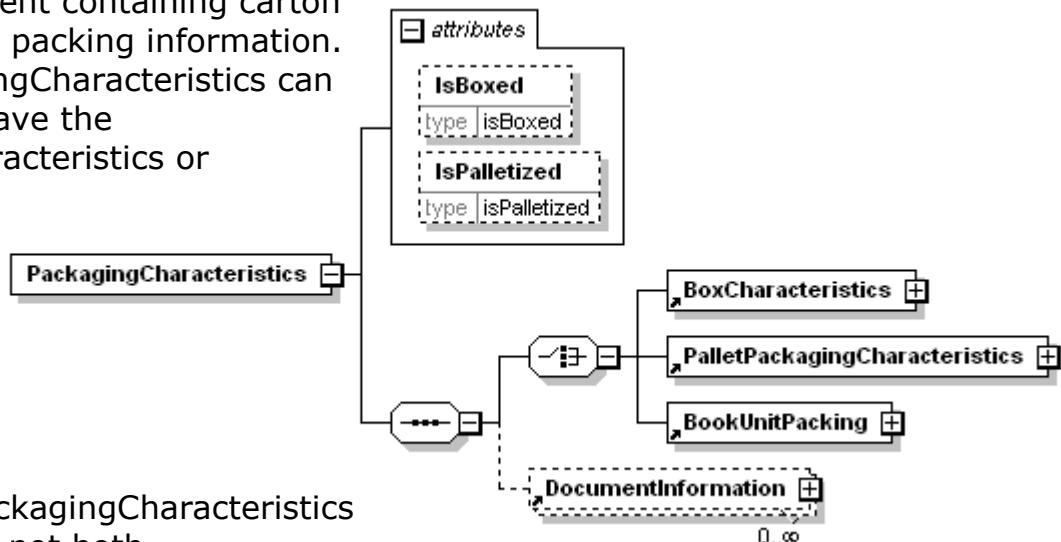 ent containing carton
packing information.
ngCharacteristics can
ave the
racteristics or
attributes
IsBoxed
type isBoxed
IsPalletized
type isPalletized
PackagingCharacteristics
BoxCharacteristics
PalletPackagingCharacteristics
BookUnitPacking
DocumentInformation
0..∞
ckagingCharacteristics
not both